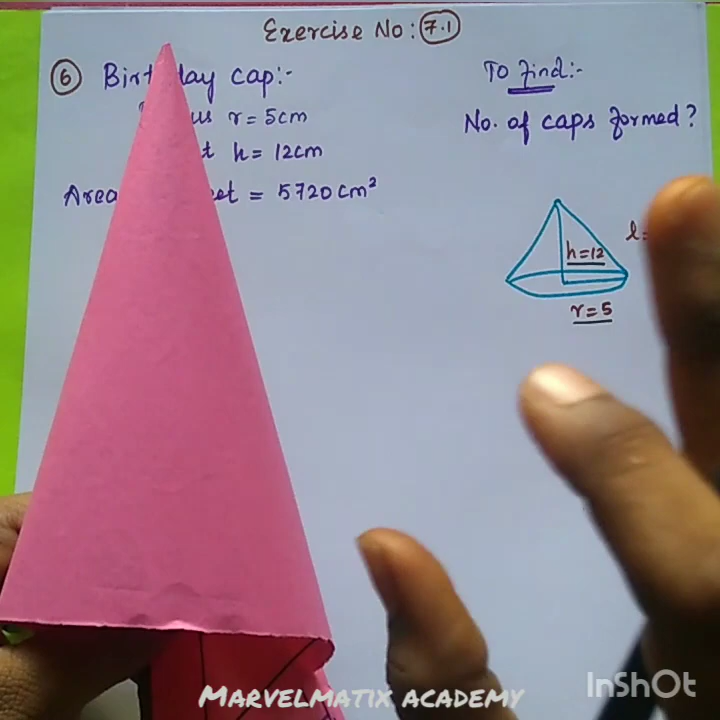 Exercise No: 7.1
6 Birt day cap:-
us r = 5cm
t h = 12cm
Area et = 5720 cm²
To Find:-
No. of caps formed?
l =
h=12
r = 5
MARVELMATIX ACADEMY
InShOt